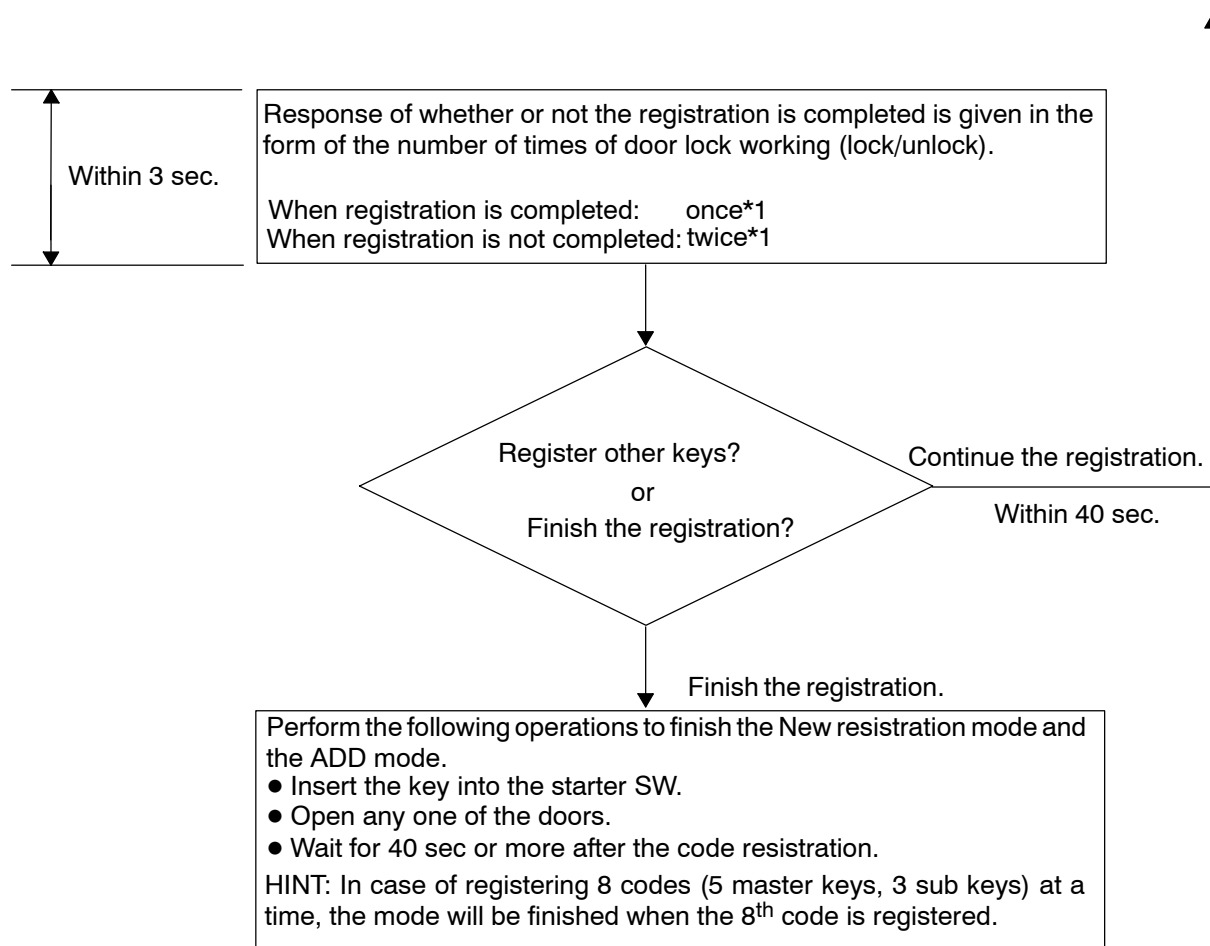 Response of whether or not the registration is completed is given in the
form of the number of times of door lock working (lock/unlock).
Within 3 sec.
When registration is completed: once*1
When registration is not completed: twice*1
Register other keys?
or
Finish the registration?
Continue the registration.
Within 40 sec.
Finish the registration.
Perform the following operations to finish the New resistration mode and
the ADD mode.
● Insert the key into the starter SW.
● Open any one of the doors.
● Wait for 40 sec or more after the code resistration.
HINT: In case of registering 8 codes (5 master keys, 3 sub keys) at a
time, the mode will be finished when the 8th code is registered.